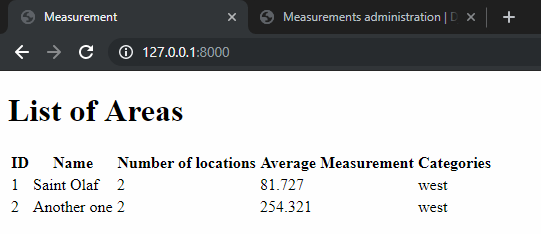 Measurement
Measurements administration | D
127.0.0.1:8000
List of Areas
ID Name Number of locations Average Measurement Categories
1 Saint Olaf 2 81.727 west
2 Another one 2 254.321 west